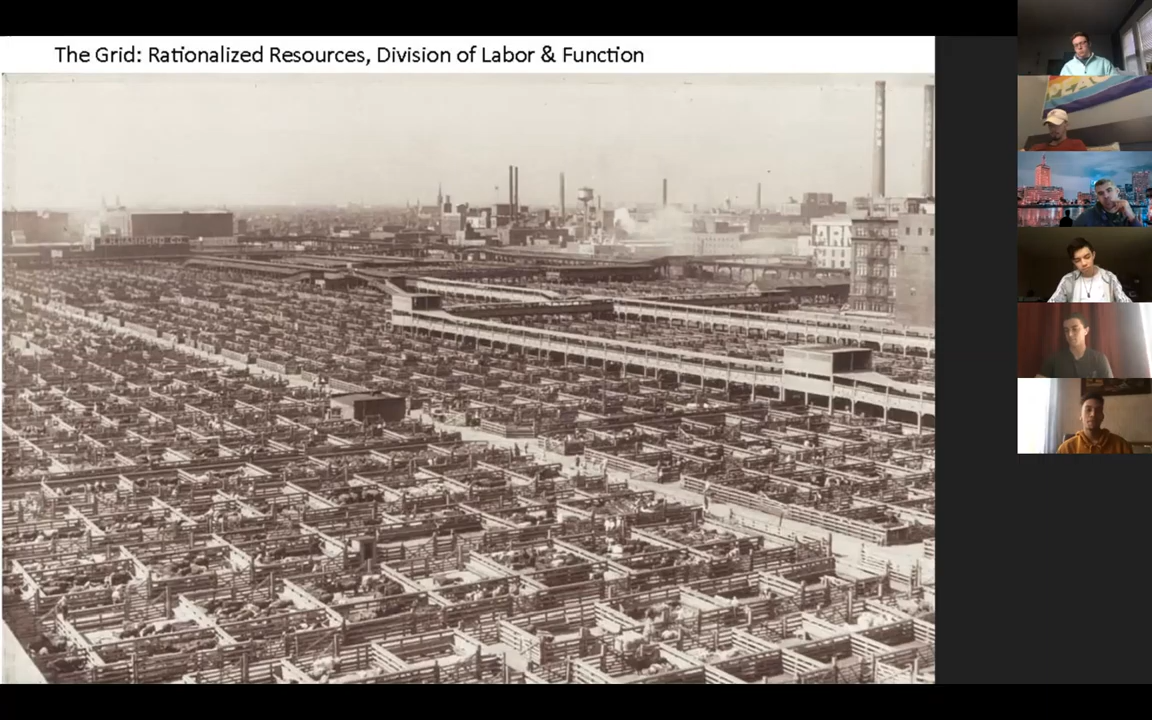 The Grid: Rationalized Resources, Division of Labor & Function